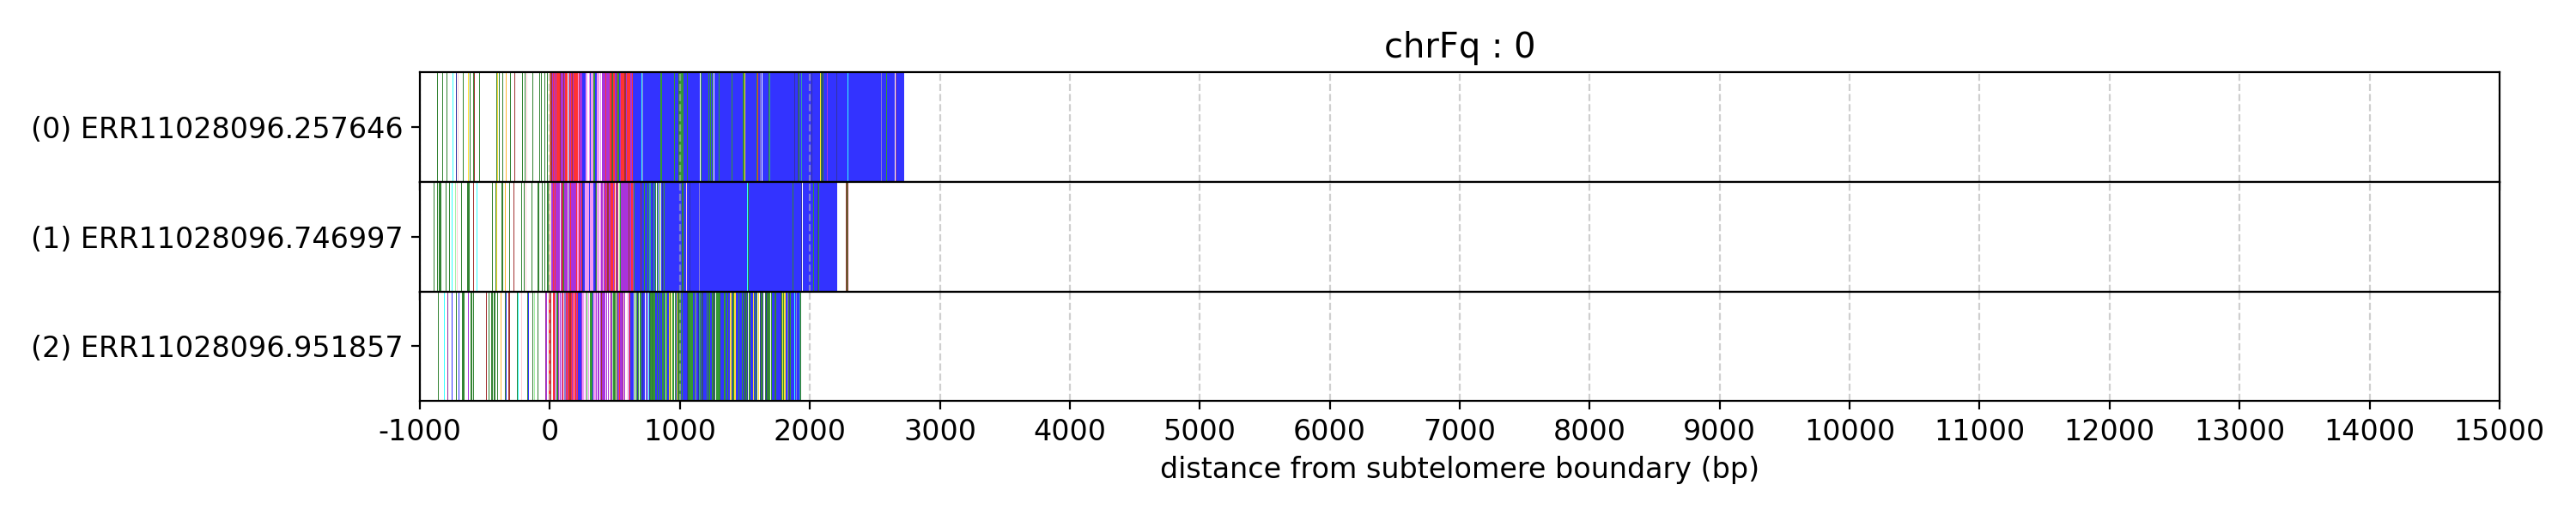 chrFq : 0
(0) ERR11028096.257646
(1) ERR11028096.746997
(2) ERR11028096.951857
-1000 0 1000 2000 3000 4000 5000 6000 7000 8000 9000 10000 11000 12000 13000 14000 15000
distance from subtelomere boundary (bp)